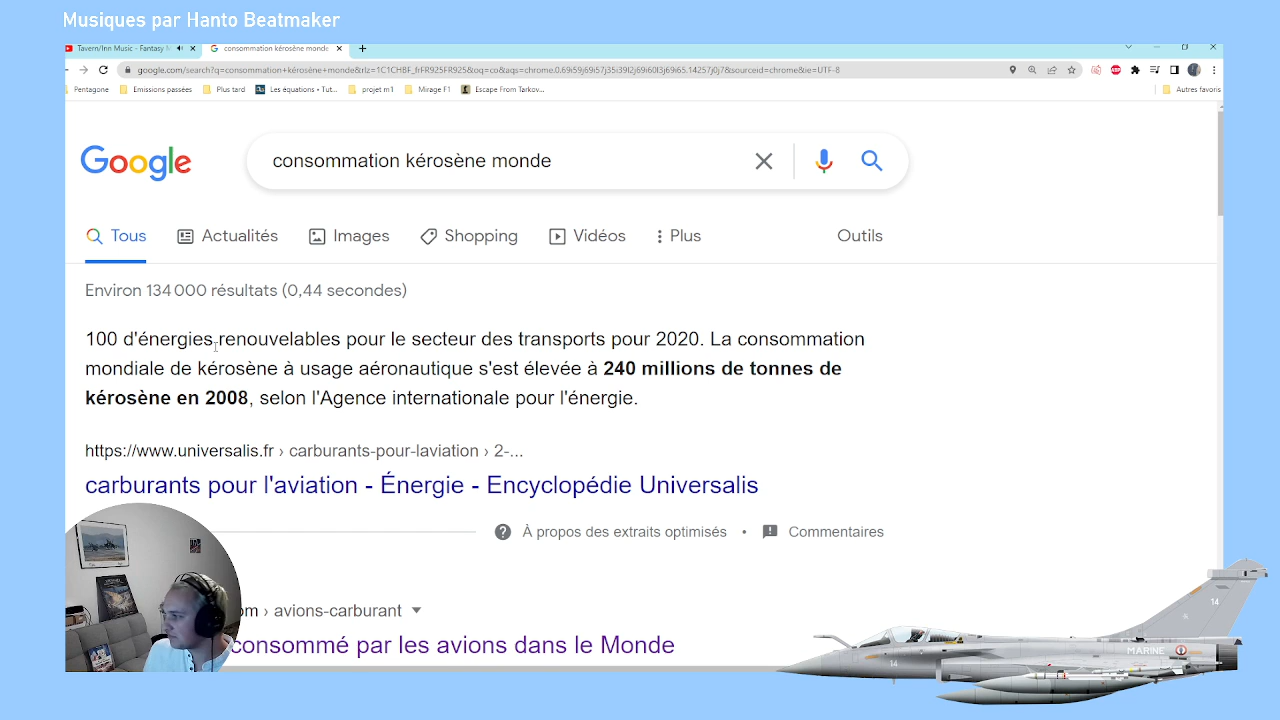 Musiques par Hanto Beatmaker
Tavern/Inn Music - Fantasy M
consommation kérosène monde
google.com/search?q=consommation+kérosène+monde&rlz=1C1CHBF_frFR925FR925&oq=co&aqs=chrome.0.69i59j69i57j35i39l2j69i60l3j69i65.14257j0j7&sourceid=chrome&ie=UTF-8
Pentagone Emissions passées Plus tard Les équations • Tut... projet m1 Mirage F1 Escape From Tarkov... Autres favoris
Google consommation kérosène monde
Tous Actualités Images Shopping Vidéos Plus Outils
Environ 134 000 résultats (0,44 secondes)
100 d'énergies renouvelables pour le secteur des transports pour 2020. La consommation
mondiale de kérosène à usage aéronautique s'est élevée à 240 millions de tonnes de
kérosène en 2008, selon l'Agence internationale pour l'énergie.
https://www.universalis.fr › carburants-pour-laviation › 2-...
carburants pour l'aviation - Énergie - Encyclopédie Universalis
À propos des extraits optimisés • Commentaires
om › avions-carburant
consommé par les avions dans le Monde
14
MARINE
14